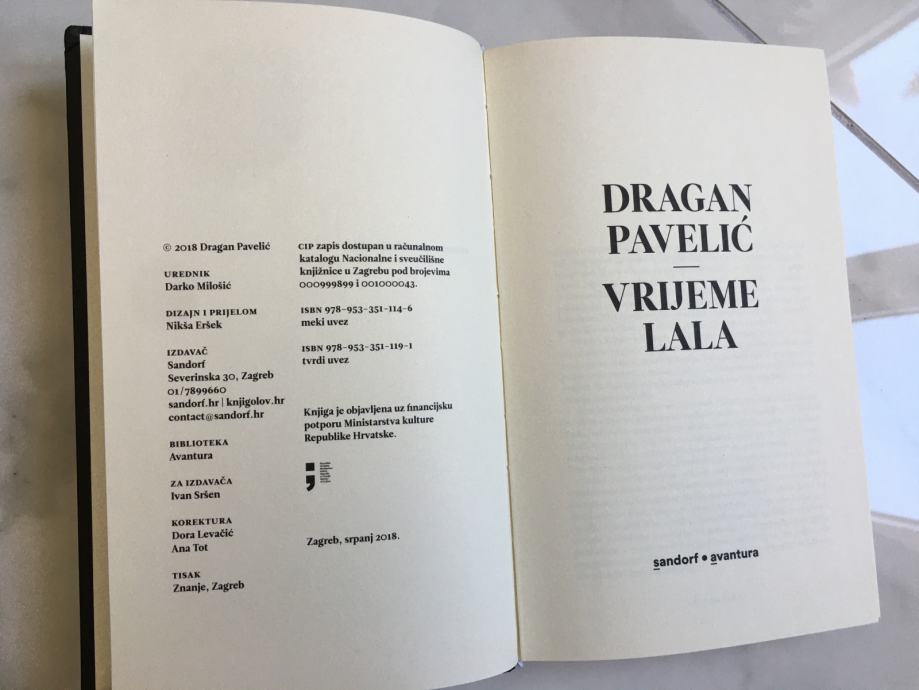 © 2018 Dragan Pavelić
UREDNIK
Darko Milošić
DIZAJN I PRIJELOM
Nikša Eršek
IZDAVAČ
Sandorf
Severinska 30, Zagreb
01/7899660
sandorf.hr | knjigolov.hr
contact@sandorf.hr
BIBLIOTEKA
Avantura
ZA IZDAVAČA
Ivan Sršen
KOREKTURA
Dora Levačić
Ana Tot
TISAK
Znanje, Zagreb
CIP zapis dostupan u računalnom
katalogu Nacionalne i sveučilišne
knjižnice u Zagrebu pod brojevima
000999899 i 001000043.
ISBN 978-953-351-114-6
meki uvez
ISBN 978-953-351-119-1
tvrdi uvez
Knjiga je objavljena uz financijsku
potporu Ministarstva kulture
Republike Hrvatske.
Zagreb, srpanj 2018.
DRAGAN
PAVELIĆ
VRIJEME
LALA
sandorf • avantura